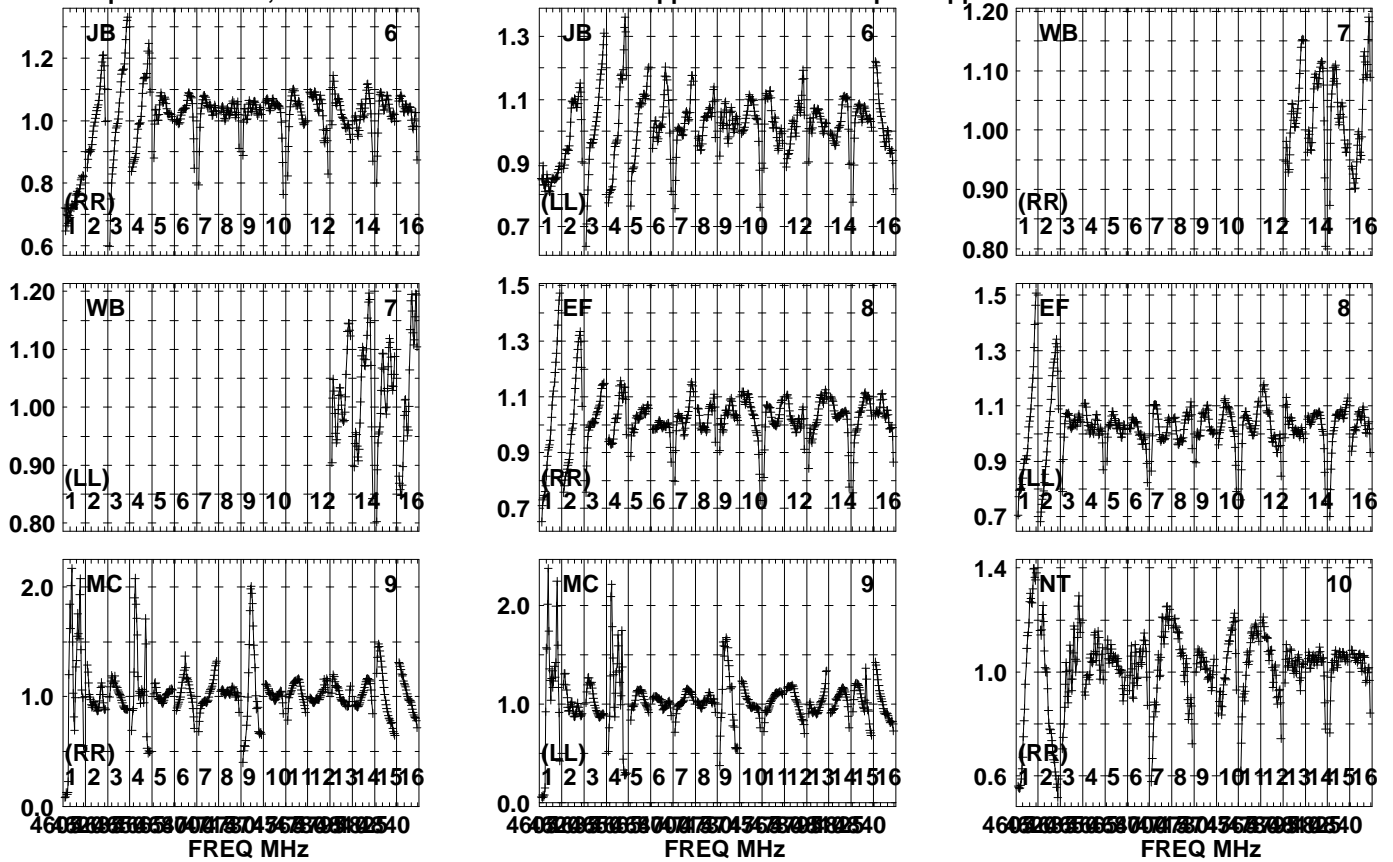 JB 6
1.2
1.0
0.8
0.6
(RR)
1 2 3 4 5 6 7 8 9 10 12 14 16
JB 6
1.3
1.1
0.9
0.7
(LL)
1 2 3 4 5 6 7 8 9 10 12 14 16
WB 7
1.20
1.10
1.00
0.90
0.80
(RR)
1 2 3 4 5 6 7 8 9 10 12 14 16
WB 7
1.20
1.10
1.00
0.90
0.80
(LL)
1 2 3 4 5 6 7 8 9 10 12 14 16
EF 8
1.5
1.3
1.1
0.9
0.7
(RR)
1 2 3 4 5 6 7 8 9 10 12 14 16
EF 8
1.5
1.3
1.1
0.9
0.7
(LL)
1 2 3 4 5 6 7 8 9 10 12 14 16
MC 9
2.0
1.0
0.0
(RR)
1 2 3 4 5 6 7 8 9 10 11 12 13 14 15 16
FREQ MHz
MC 9
2.0
1.0
0.0
(LL)
1 2 3 4 5 6 7 8 9 10 11 12 13 14 15 16
FREQ MHz
NT 10
1.4
1.0
0.6
(RR)
1 2 3 4 5 6 7 8 9 10 11 12 13 14 15 16
FREQ MHz